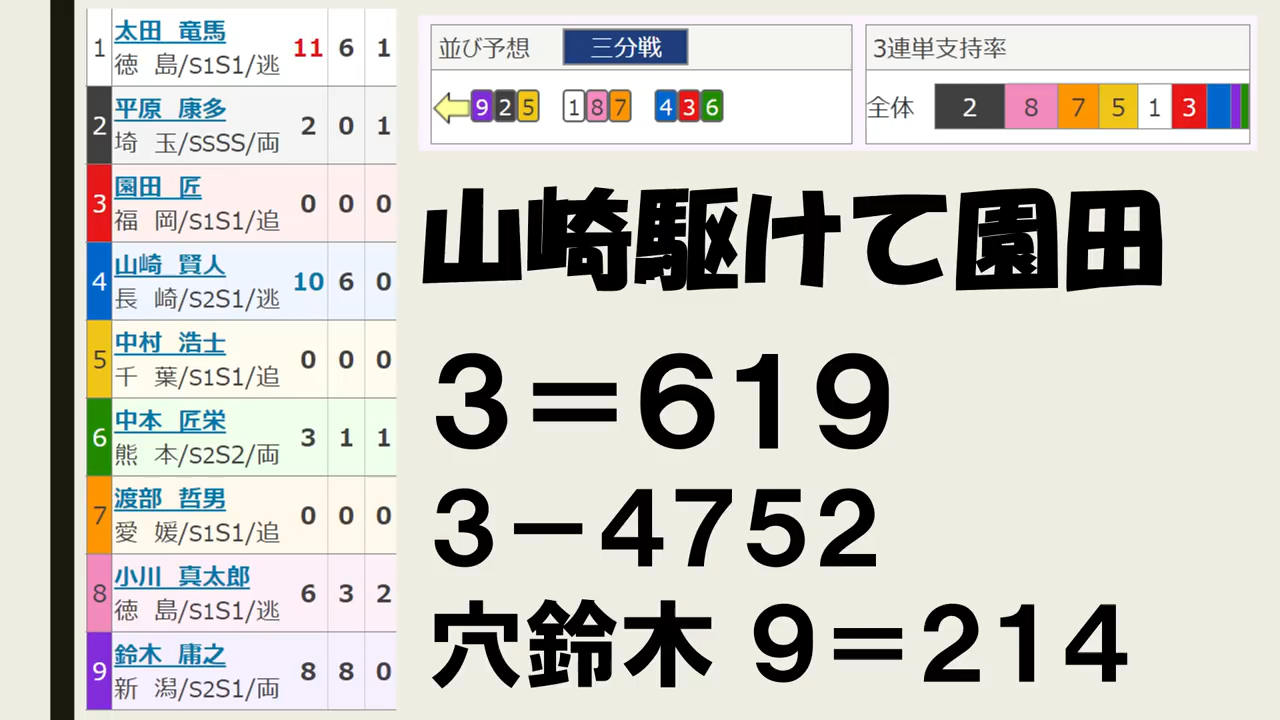 1 太田 竜馬 徳 島/S1S1/逃 11 6 1
2 平原 康多 埼 玉/SSSS/両 2 0 1
3 園田 匠 福 岡/S1S1/追 0 0 0
4 山崎 賢人 長 崎/S2S1/逃 10 6 0
5 中村 浩士 千 葉/S1S1/追 0 0 0
6 中本 匠栄 熊 本/S2S2/両 3 1 1
7 渡部 哲男 愛 媛/S1S1/追 0 0 0
8 小川 真太郎 徳 島/S1S1/逃 6 3 2
9 鈴木 庸之 新 潟/S2S1/両 8 8 0
並び予想 三分戦
9 2 5 1 8 7 4 3 6
3連単支持率
全体 2 8 7 5 1 3
山崎駆けて園田
3＝619
3－4752
穴鈴木 9＝214